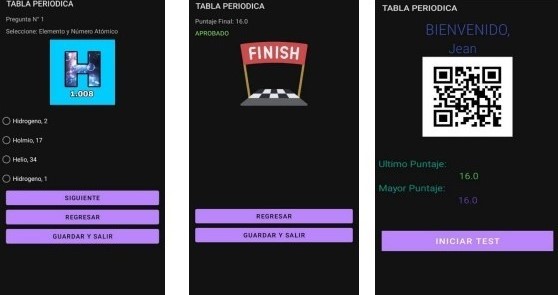 TABLA PERIODICA
Pregunta N° 1
Seleccione: Elemento y Número Atómico
H
1.008
Hidrogeno, 2
Holmio, 17
Helio, 34
Hidrogeno, 1
SIGUIENTE
REGRESAR
GUARDAR Y SALIR
TABLA PERIODICA
Puntaje Final: 16.0
APROBADO
FINISH
REGRESAR
GUARDAR Y SALIR
TABLA PERIODICA
BIENVENIDO,
Jean
Ultimo Puntaje:
16.0
Mayor Puntaje:
16.0
INICIAR TEST